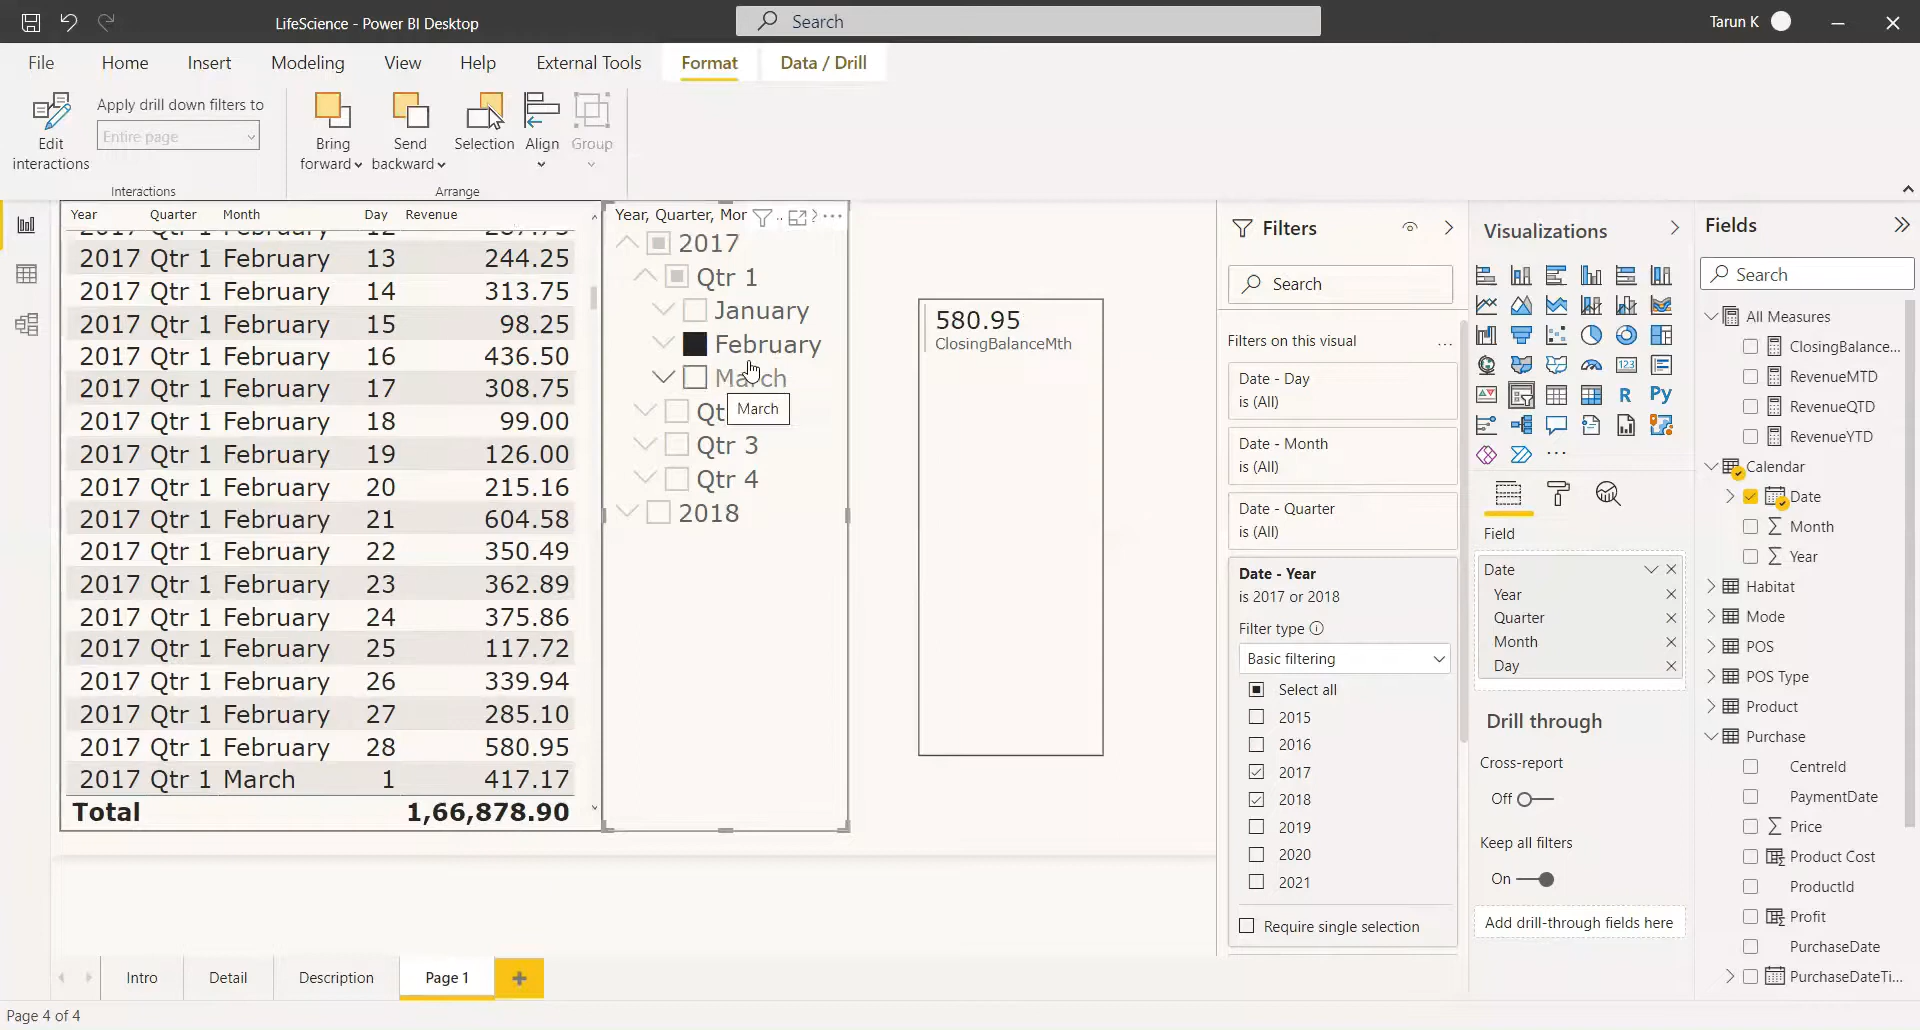 LifeScience - Power BI Desktop
Search
Tarun K
File Home Insert Modeling View Help External Tools Format Data / Drill
Edit interactions
Apply drill down filters to
Entire page
Bring forward
Send backward
Selection
Align
Group
Interactions
Arrange
Year Quarter Month Day Revenue
2017 Qtr 1 February 13 244.25
2017 Qtr 1 February 14 313.75
2017 Qtr 1 February 15 98.25
2017 Qtr 1 February 16 436.50
2017 Qtr 1 February 17 308.75
2017 Qtr 1 February 18 99.00
2017 Qtr 1 February 19 126.00
2017 Qtr 1 February 20 215.16
2017 Qtr 1 February 21 604.58
2017 Qtr 1 February 22 350.49
2017 Qtr 1 February 23 362.89
2017 Qtr 1 February 24 375.86
2017 Qtr 1 February 25 117.72
2017 Qtr 1 February 26 339.94
2017 Qtr 1 February 27 285.10
2017 Qtr 1 February 28 580.95
2017 Qtr 1 March 1 417.17
Total 1,66,878.90
Year, Quarter, Mor
2017
Qtr 1
January
February
March
Qt
March
Qtr 3
Qtr 4
2018
580.95
ClosingBalanceMth
Filters
Search
Filters on this visual ...
Date - Day
is (All)
Date - Month
is (All)
Date - Quarter
is (All)
Date - Year
is 2017 or 2018
Filter type
Basic filtering
Select all
2015
2016
2017
2018
2019
2020
2021
Require single selection
Visualizations
123
R
Py
...
Field
Date
Year
Quarter
Month
Day
Drill through
Cross-report
Off
Keep all filters
On
Add drill-through fields here
Fields
Search
All Measures
ClosingBalance...
RevenueMTD
RevenueQTD
RevenueYTD
Calendar
Date
Month
Year
Habitat
Mode
POS
POS Type
Product
Purchase
CentreId
PaymentDate
Price
Product Cost
ProductId
Profit
PurchaseDate
PurchaseDateTi...
Intro Detail Description Page 1 +
Page 4 of 4